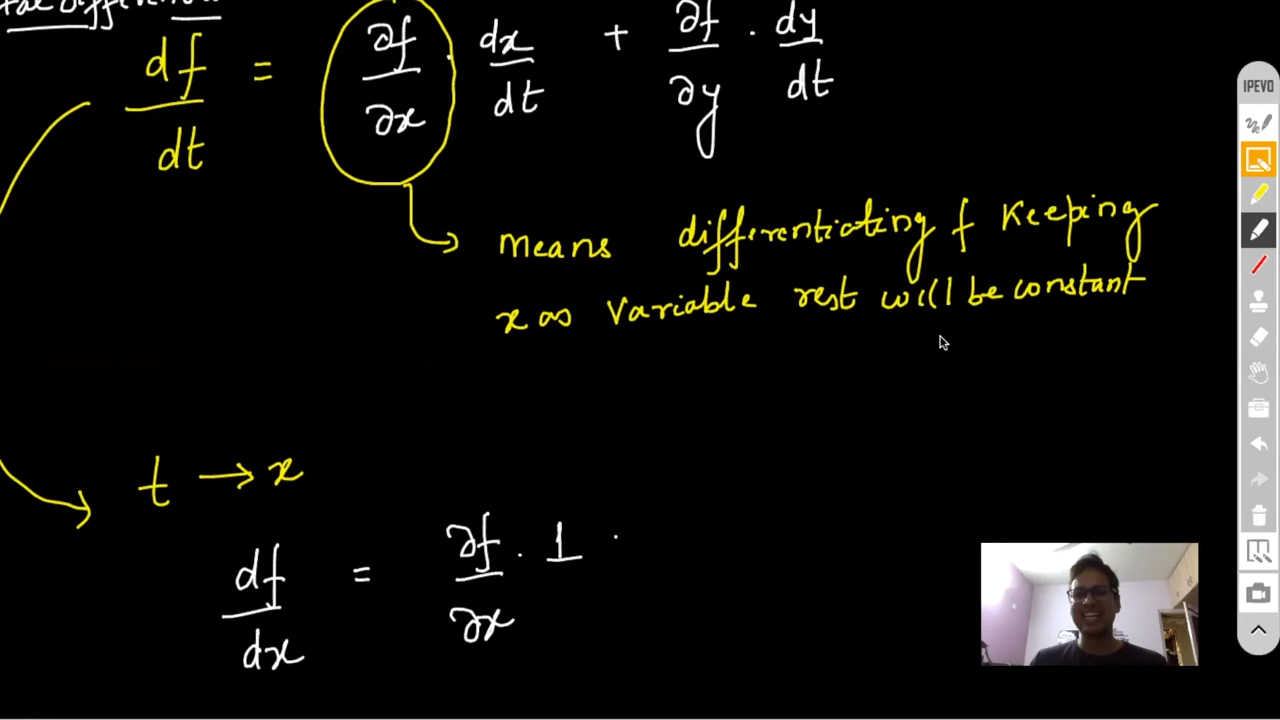 df/dt = ∂f/∂x · dx/dt + ∂f/∂y · dy/dt
means differentiating f keeping
x as variable rest will be constant
t → x
df/dx = ∂f/∂x · 1 ·
IPEVO